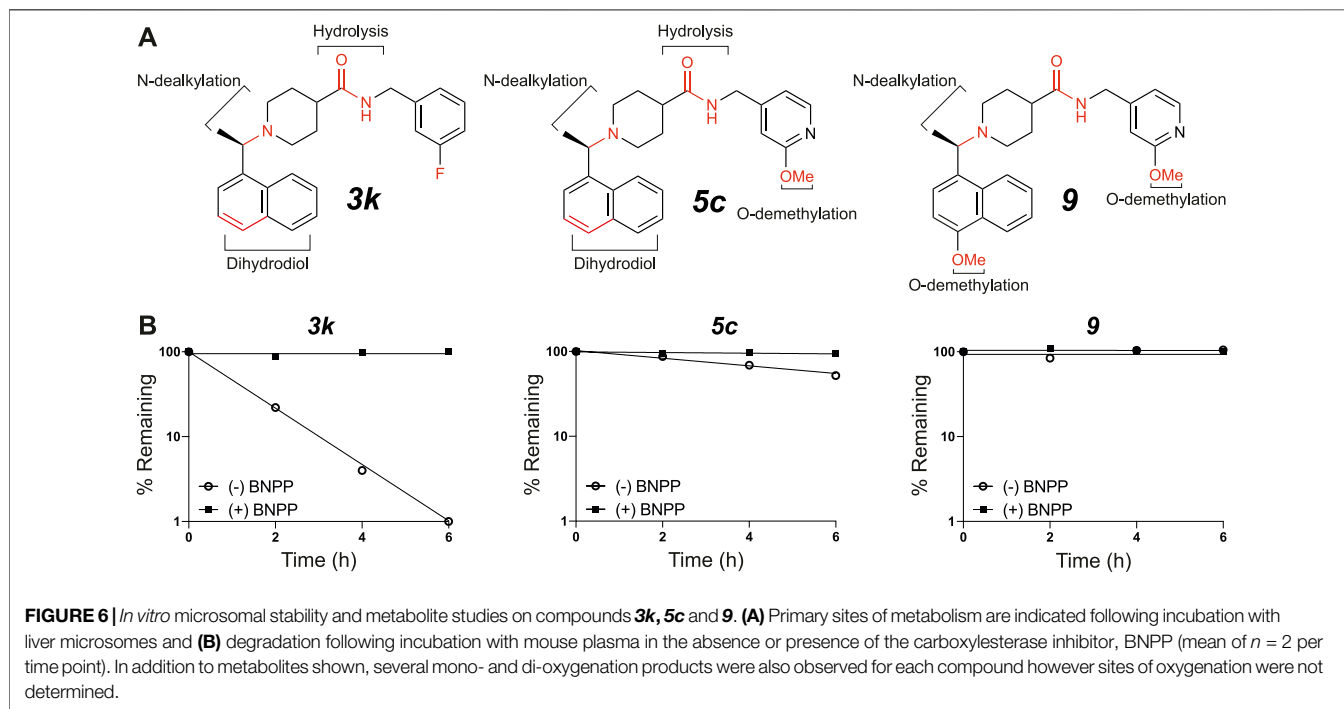 A
Hydrolysis
Hydrolysis
N-dealkylation
N-dealkylation
N-dealkylation
O
N
H
N
F
3k
Dihydrodiol
O
N
H
N
N
OMe
5c
O-demethylation
Dihydrodiol
O
N
H
N
N
OMe
9
O-demethylation
OMe
O-demethylation
B
3k
5c
9
% Remaining
100
10
1
(-) BNPP
(+) BNPP
0 2 4 6
Time (h)
% Remaining
100
10
1
(-) BNPP
(+) BNPP
0 2 4 6
Time (h)
% Remaining
100
10
1
(-) BNPP
(+) BNPP
0 2 4 6
Time (h)
FIGURE 6 | In vitro microsomal stability and metabolite studies on compounds 3k, 5c and 9. (A) Primary sites of metabolism are indicated following incubation with
liver microsomes and (B) degradation following incubation with mouse plasma in the absence or presence of the carboxylesterase inhibitor, BNPP (mean of n = 2 per
time point). In addition to metabolites shown, several mono- and di-oxygenation products were also observed for each compound however sites of oxygenation were not
determined.